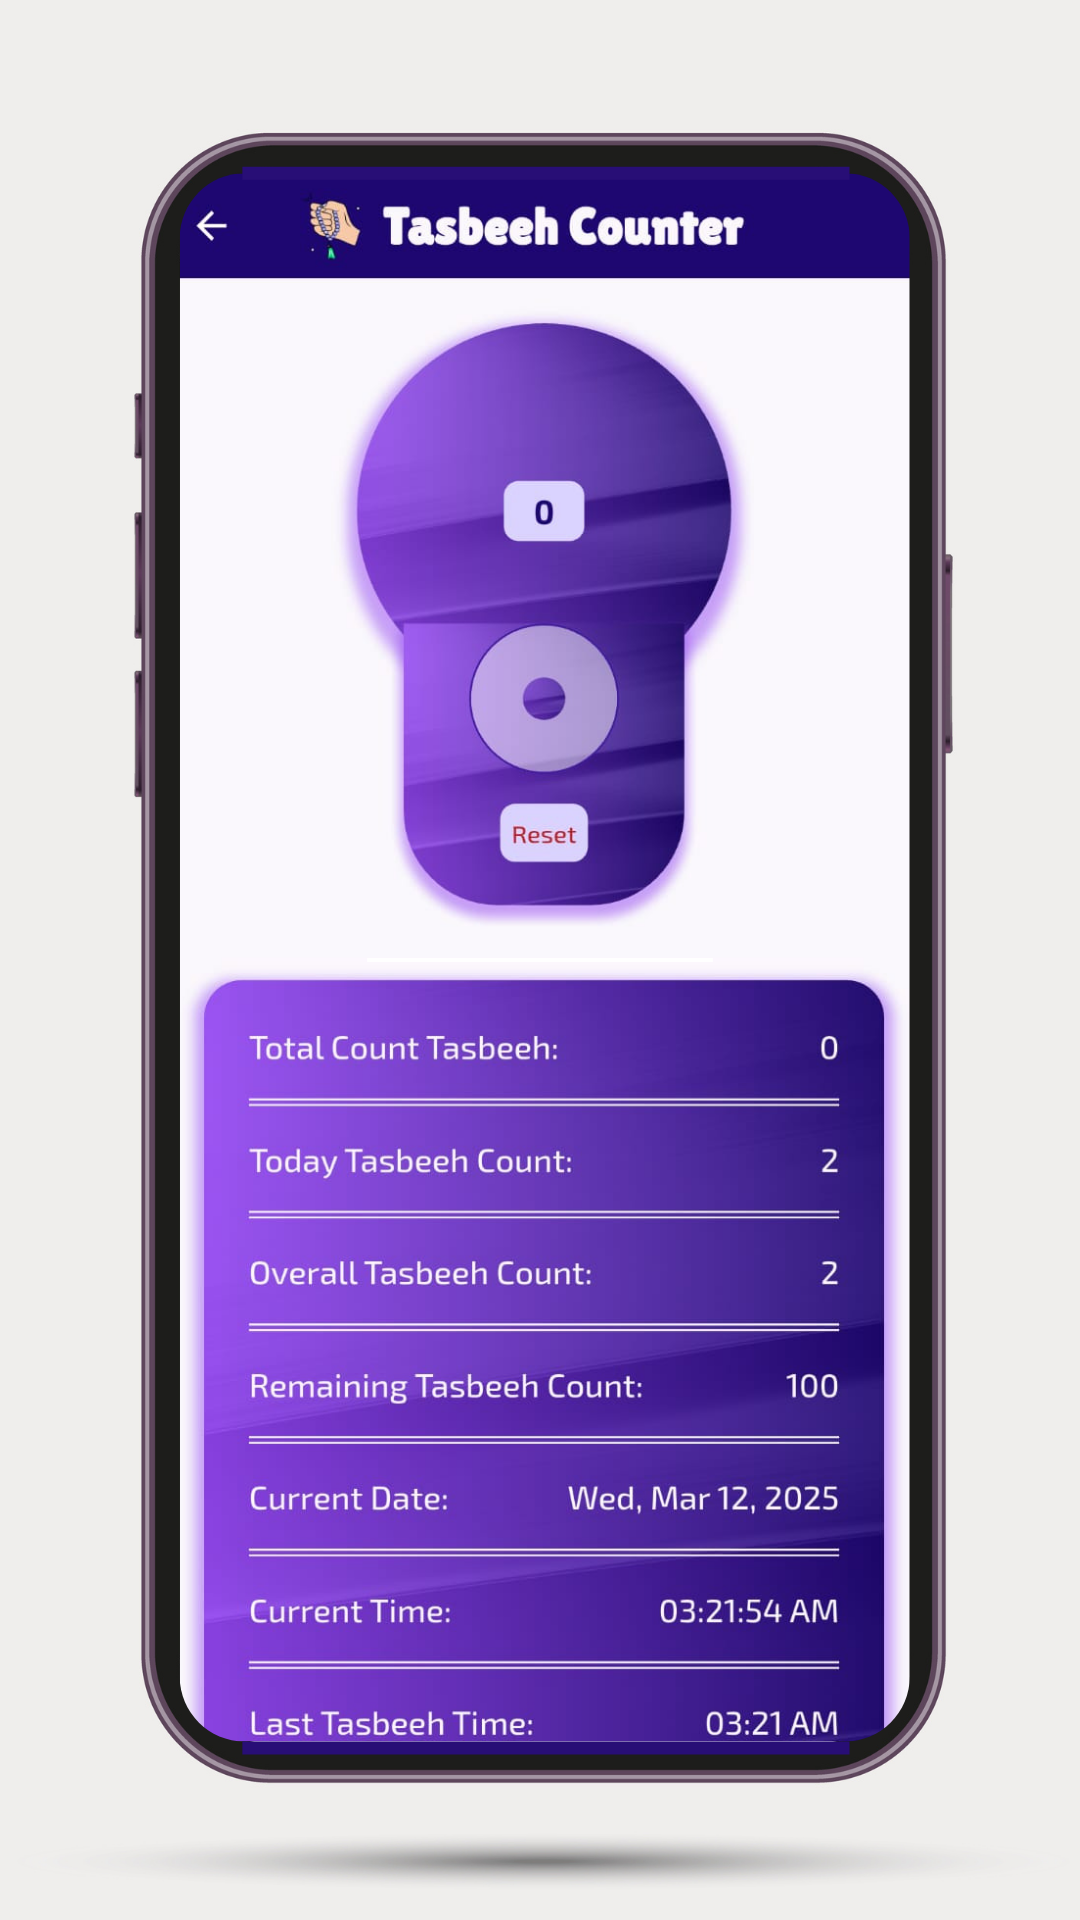 Tasbeeh Counter
0
Reset
Total Count Tasbeeh: 0
Today Tasbeeh Count: 2
Overall Tasbeeh Count: 2
Remaining Tasbeeh Count: 100
Current Date: Wed, Mar 12, 2025
Current Time: 03:21:54 AM
Last Tasbeeh Time: 03:21 AM